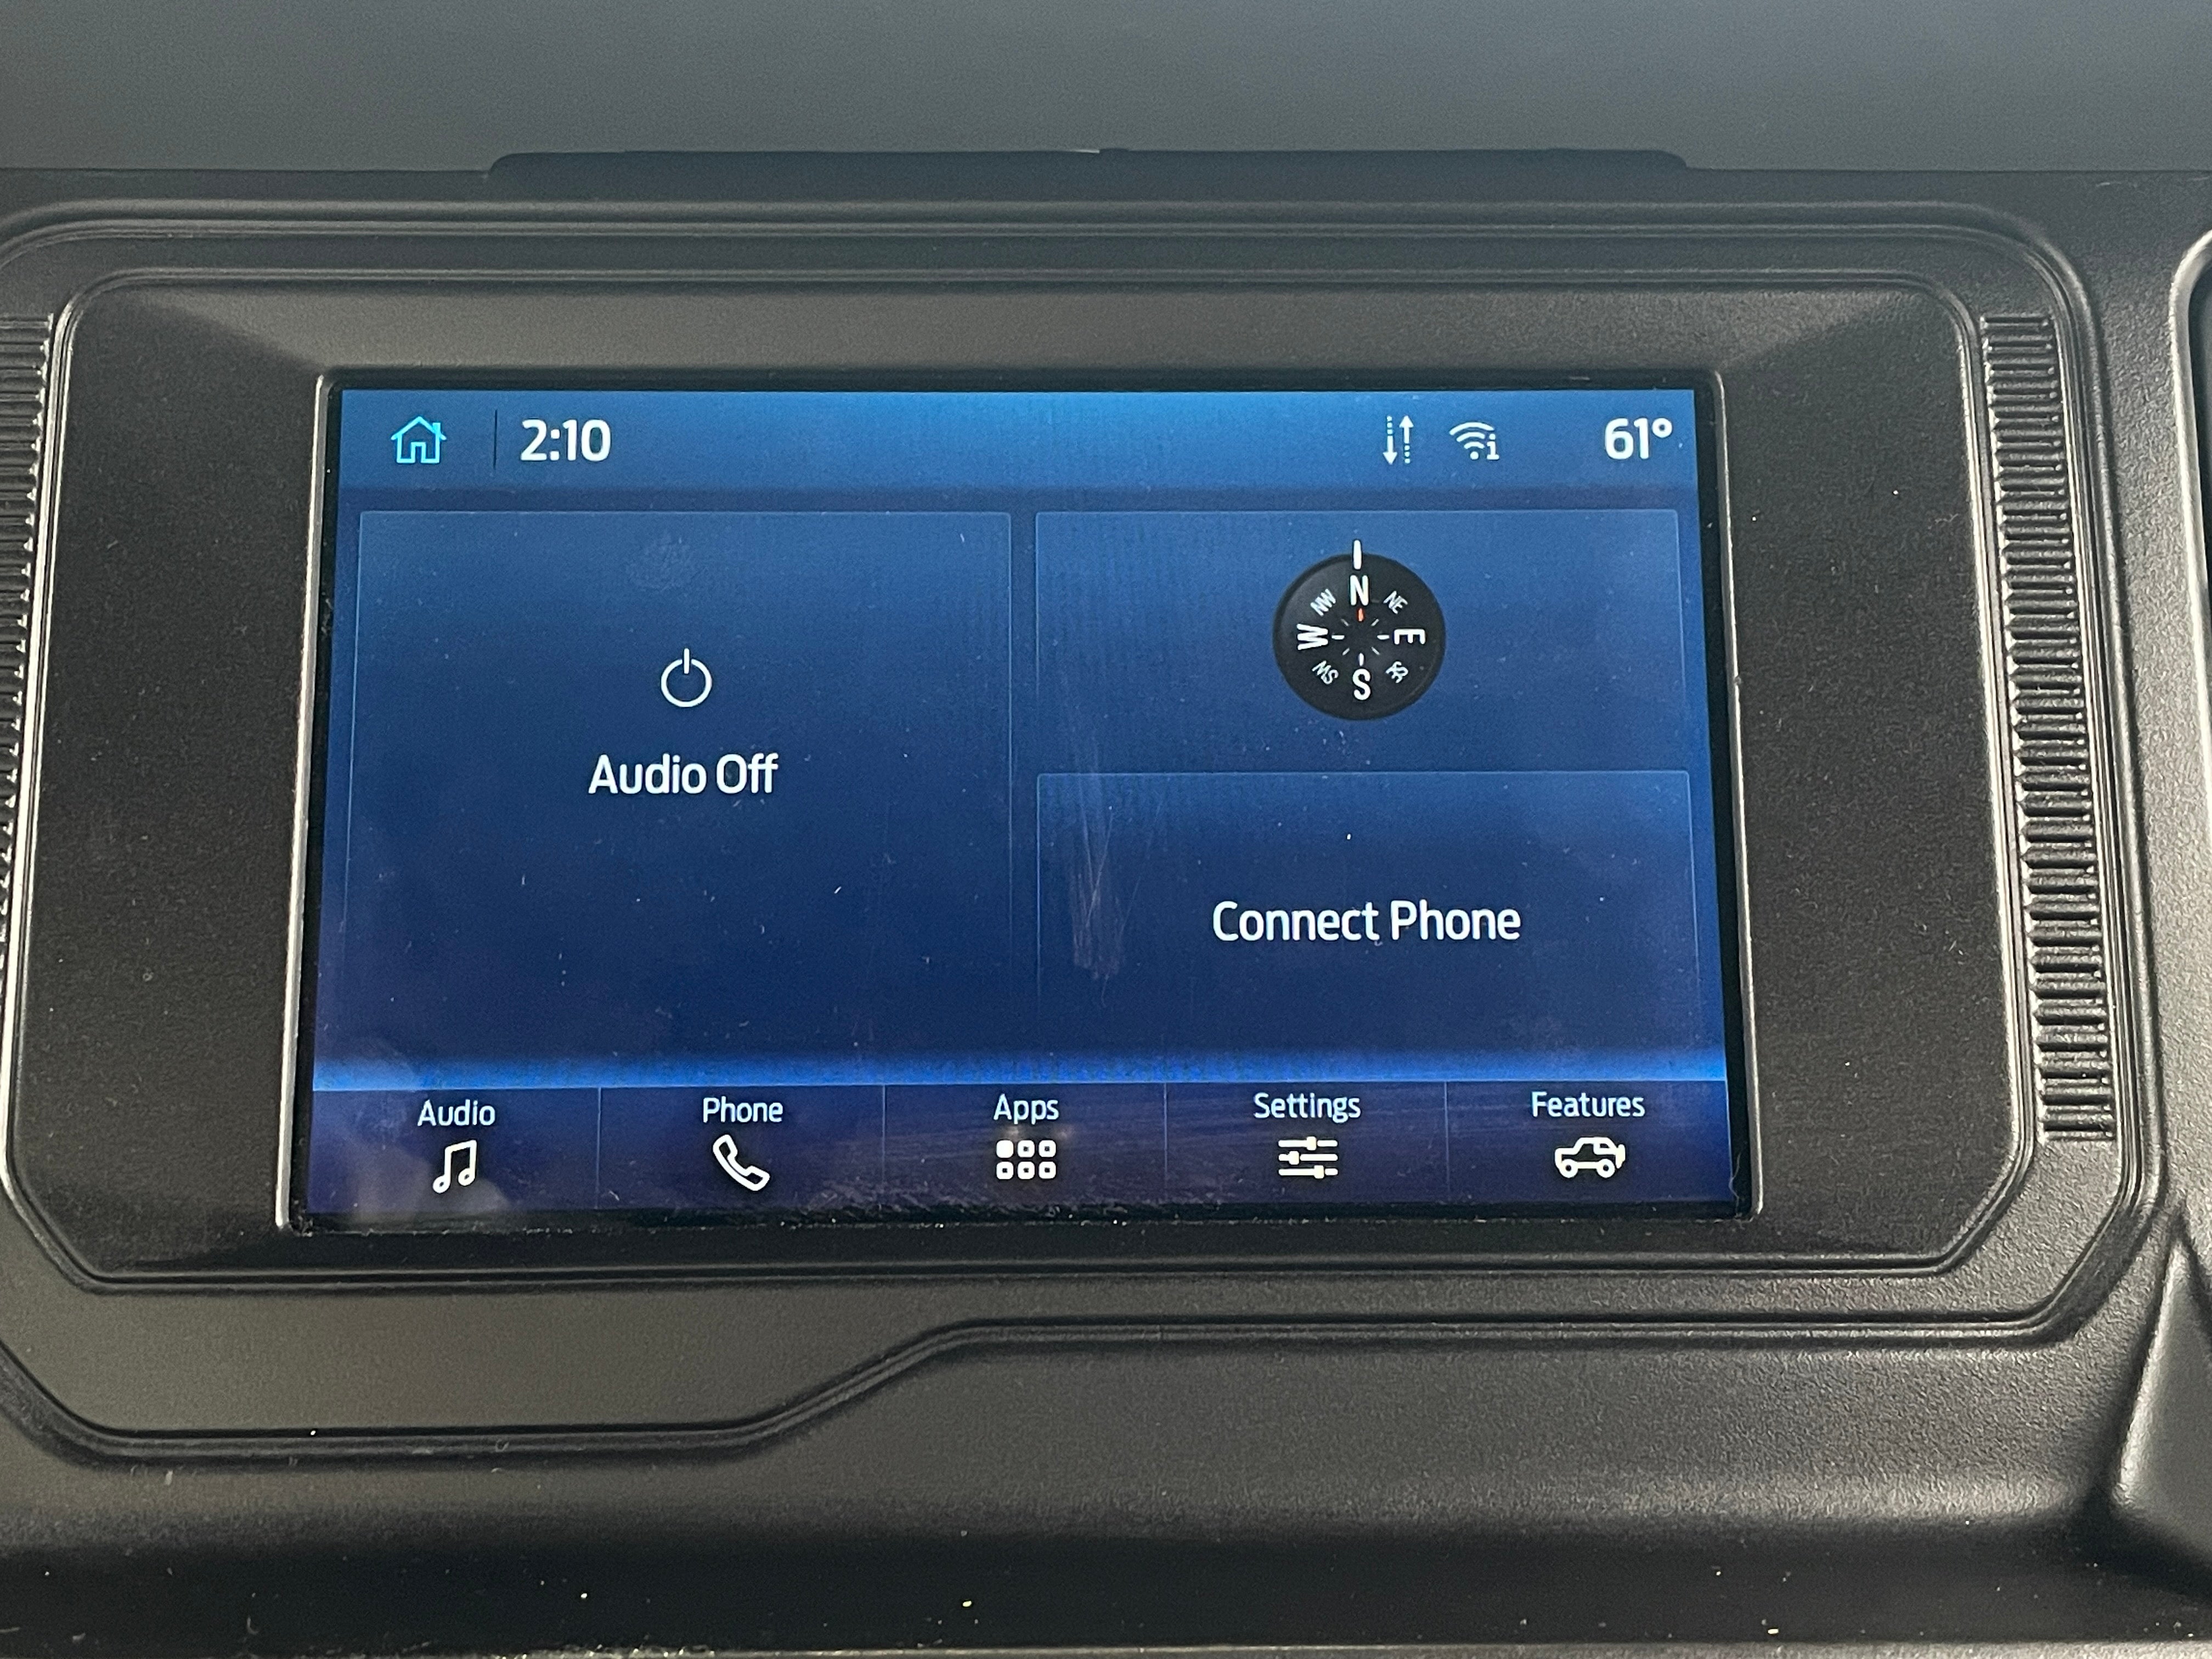 2:10
61°
Audio Off
N
NW
NE
W
E
SW
SE
S
Connect Phone
Audio
Phone
Apps
Settings
Features